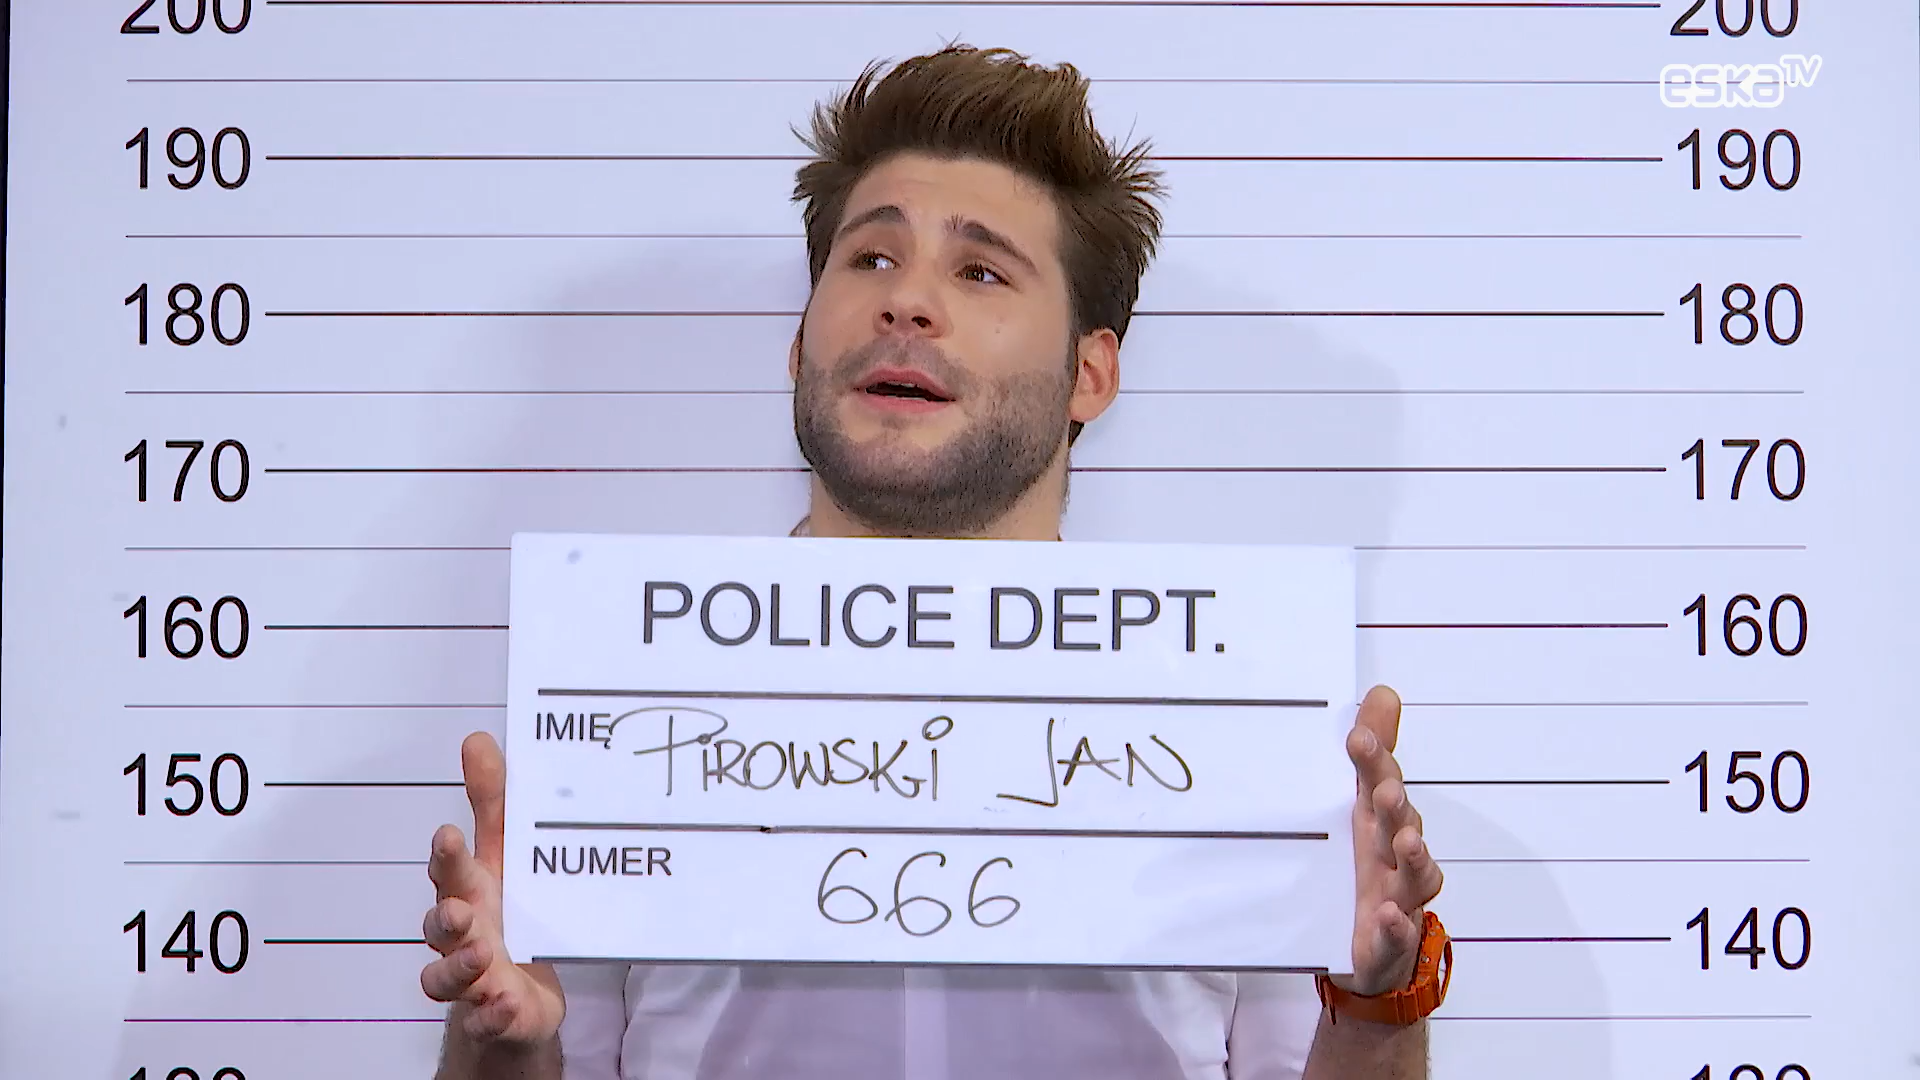 200 200
eska TV
190 190
180 180
170 170
160 160
POLICE DEPT.
IMIĘ PIROWSKI JAN
150 150
NUMER 666
140 140